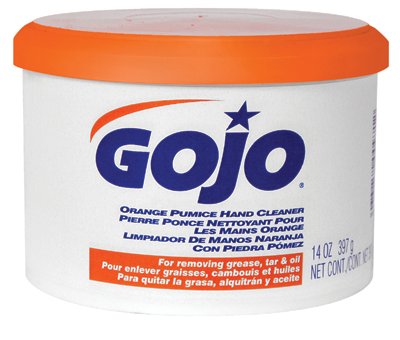 GOJO®
ORANGE PUMICE HAND CLEANER
PIERRE PONCE NETTOYANT POUR
LES MAINS ORANGE
LIMPIADOR DE MANOS NARANJA
CON PIEDRA PÓMEZ
For removing grease, tar & oil
Pour enlever graisses, cambouis et huiles
Para quitar la grasa, alquitrán y aceite
14 OZ 397 g
NET CONT./CONT.